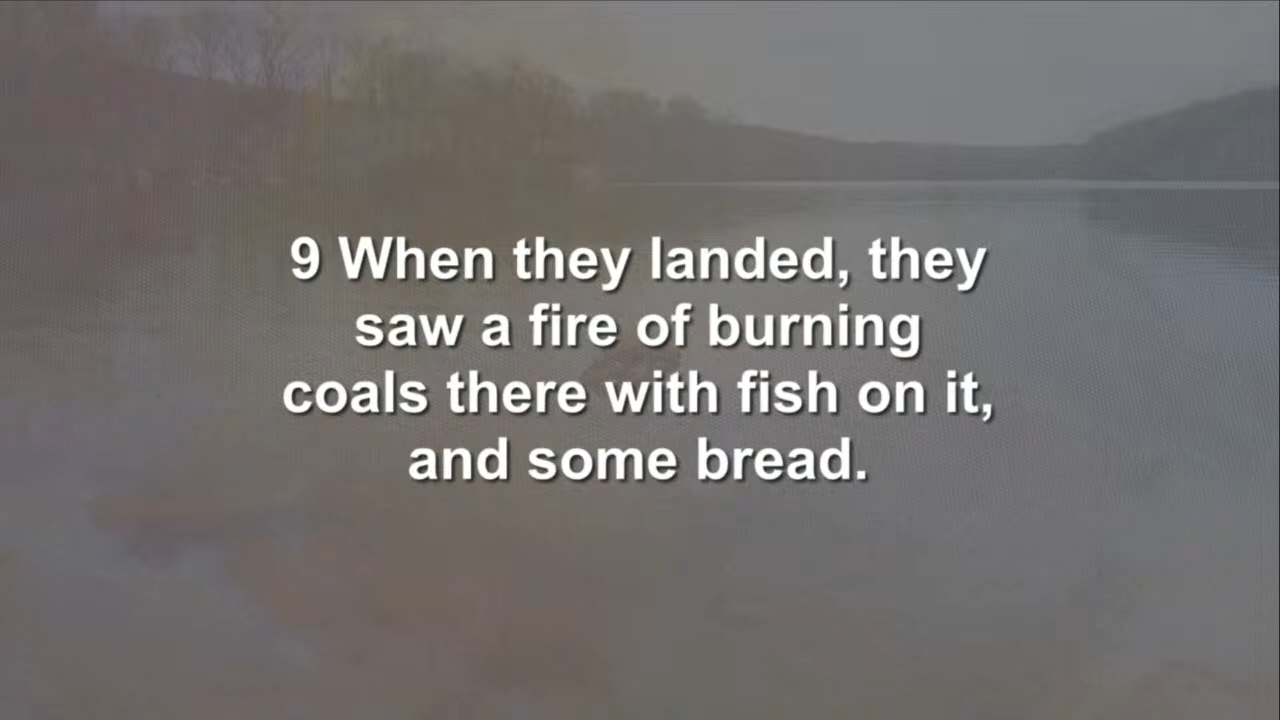 9 When they landed, they
saw a fire of burning
coals there with fish on it,
and some bread.